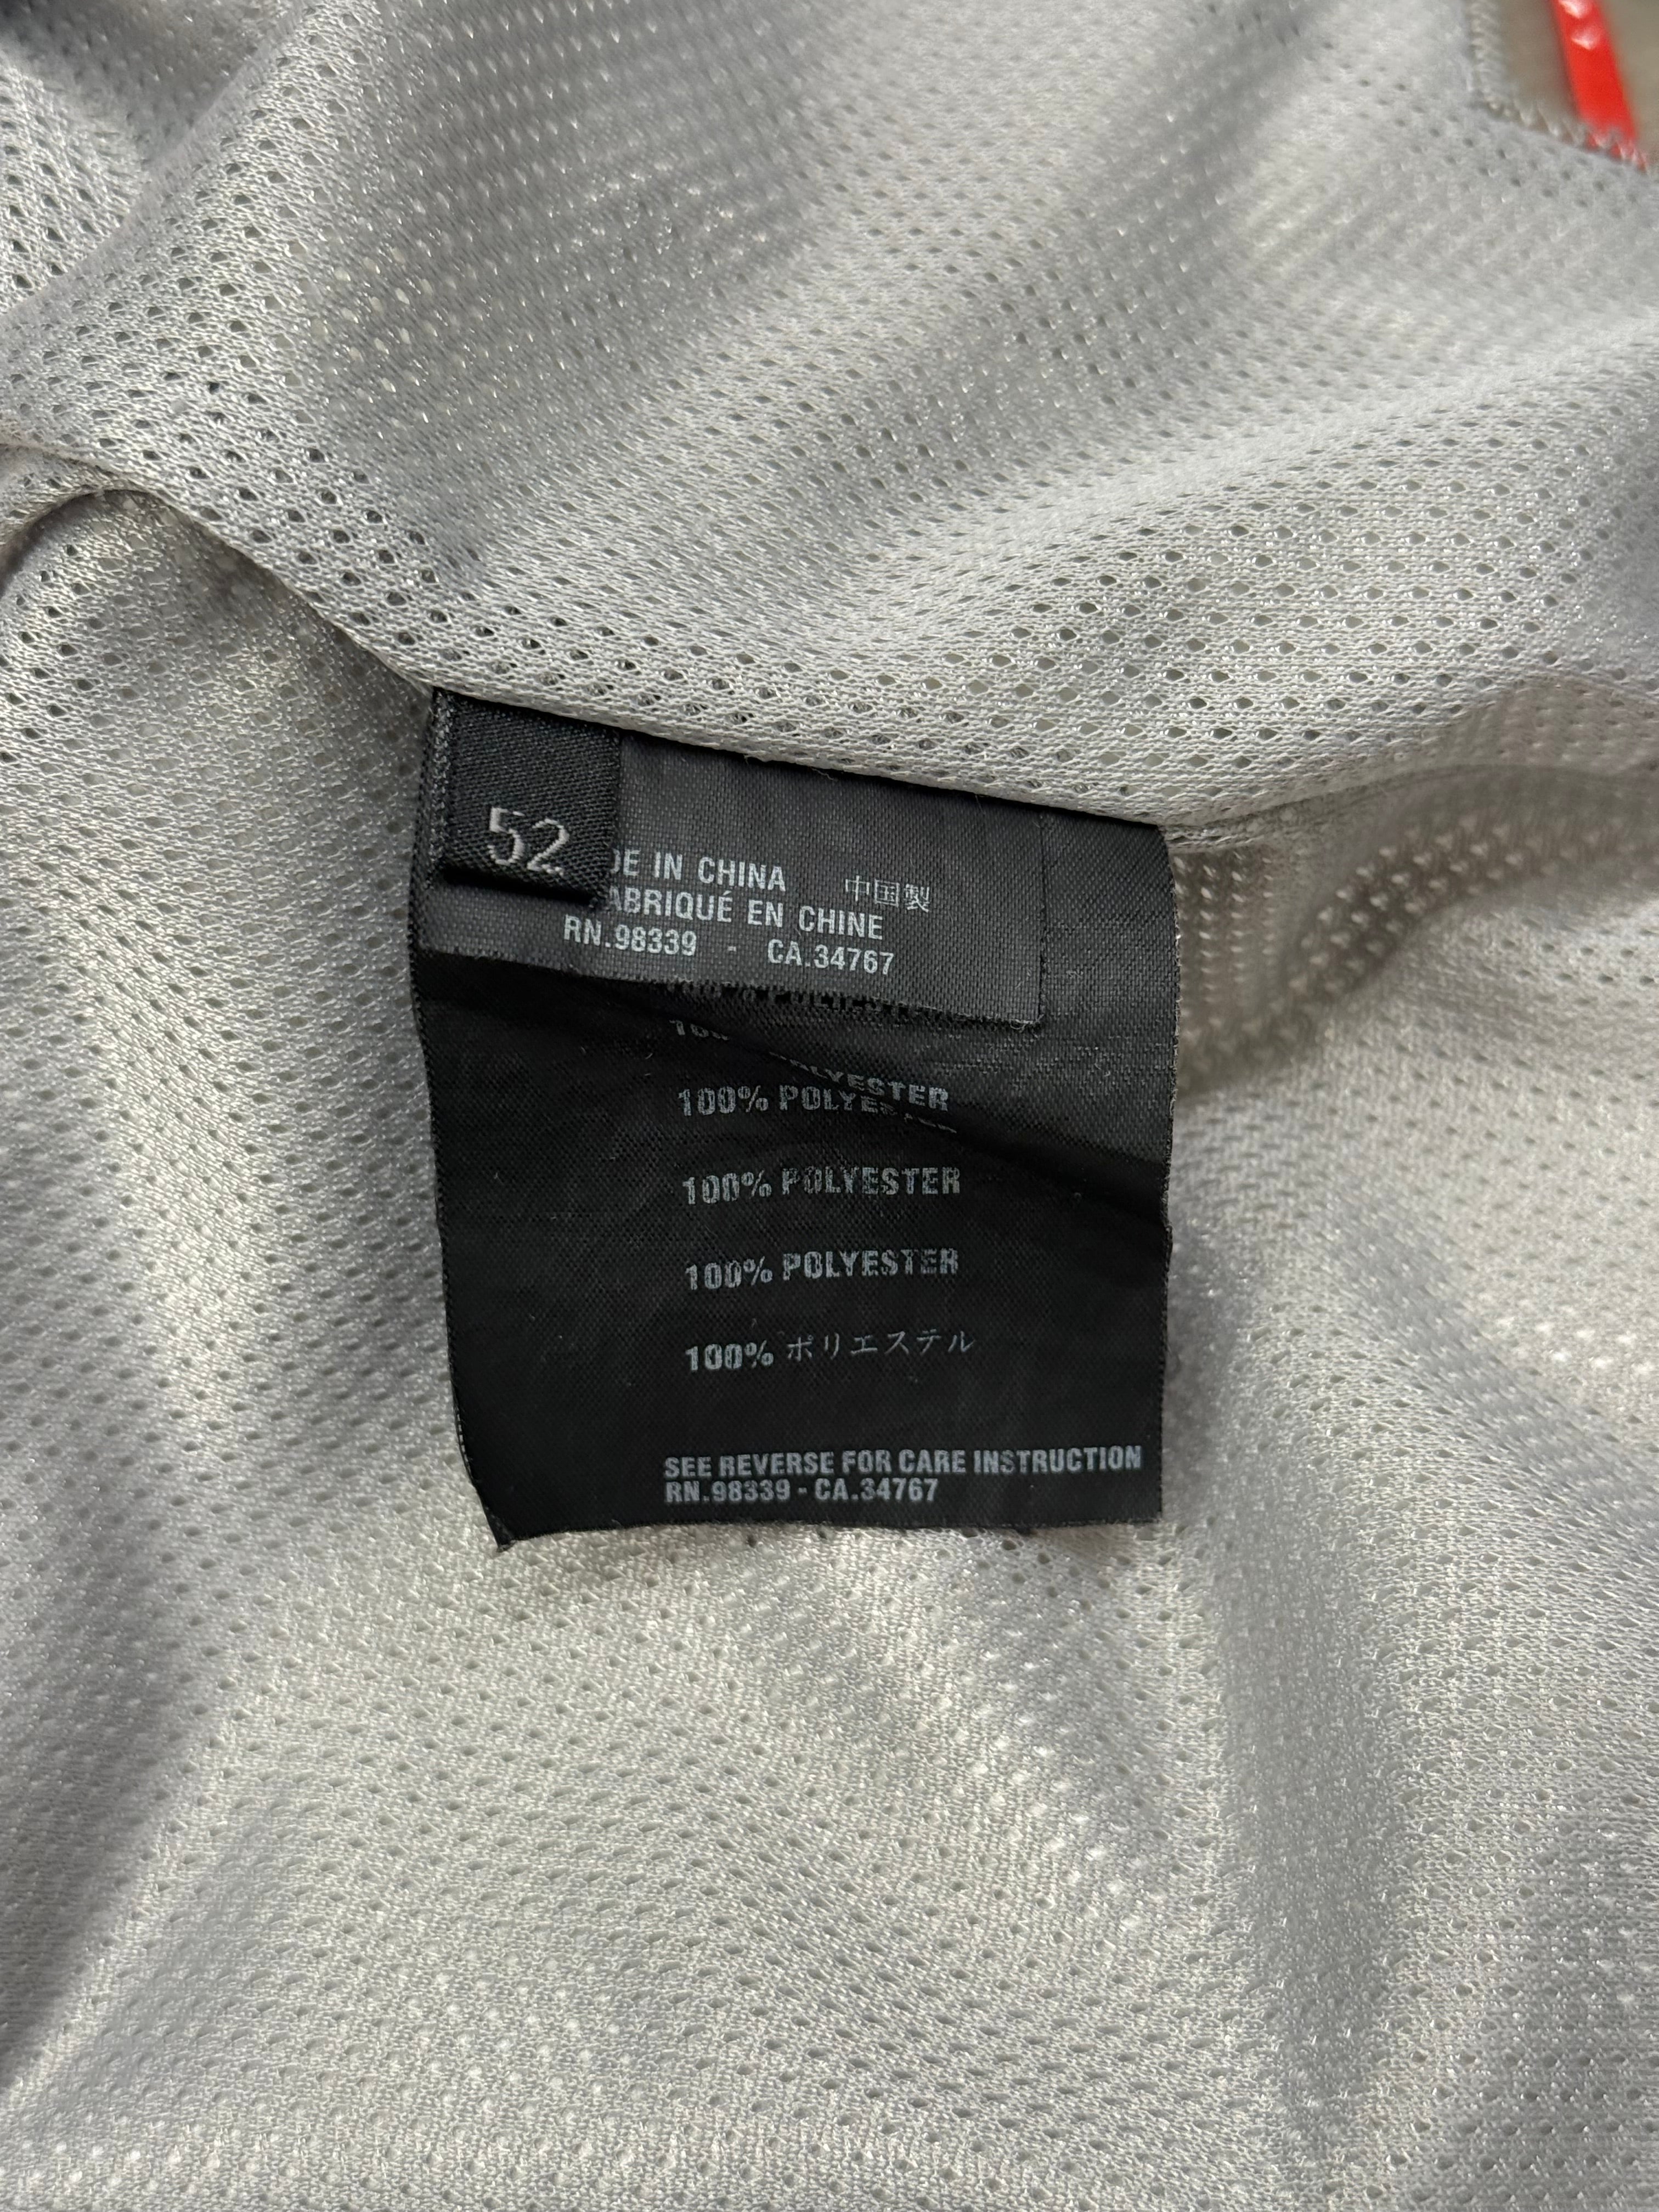 52
DE IN CHINA 中国製
ABRIQUÉ EN CHINE
RN.98339 - CA.34767
100% POLYESTER
100% POLYESTER
100% POLYESTER
100% ポリエステル
SEE REVERSE FOR CARE INSTRUCTION
RN.98339 - CA.34767